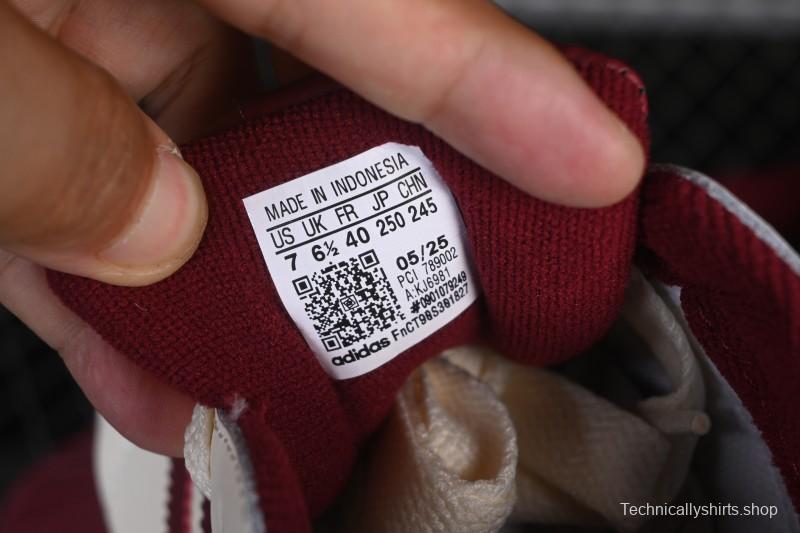 MADE IN INDONESIA
US UK FR JP CHN
7 6½ 40 250 245
05/25
PCI 789002
A:KJ6981
#0901079249
FnCT98S381827
adidas
TechnicallyShirts.shop